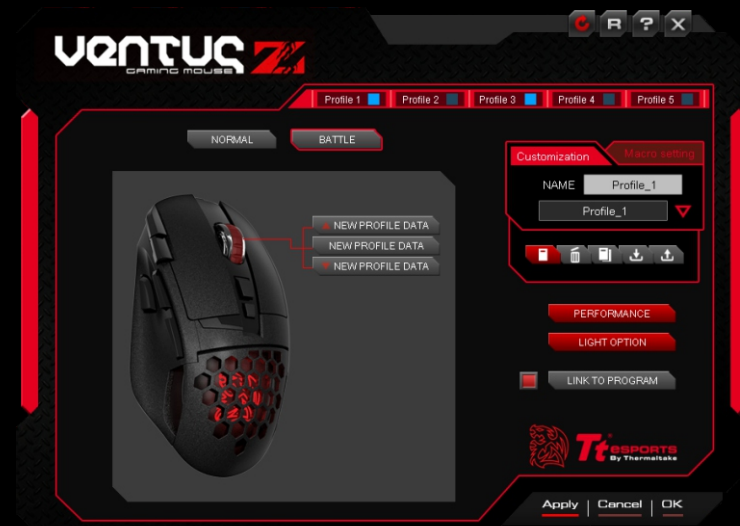 R ? X
VENTUS Z
GAMING MOUSE
Profile 1 Profile 2 Profile 3 Profile 4 Profile 5
NORMAL BATTLE
Customization Macro setting
NAME Profile_1
Profile_1
NEW PROFILE DATA
NEW PROFILE DATA
NEW PROFILE DATA
PERFORMANCE
LIGHT OPTION
LINK TO PROGRAM
Tt eSPORTS
By Thermaltake
Apply | Cancel | OK